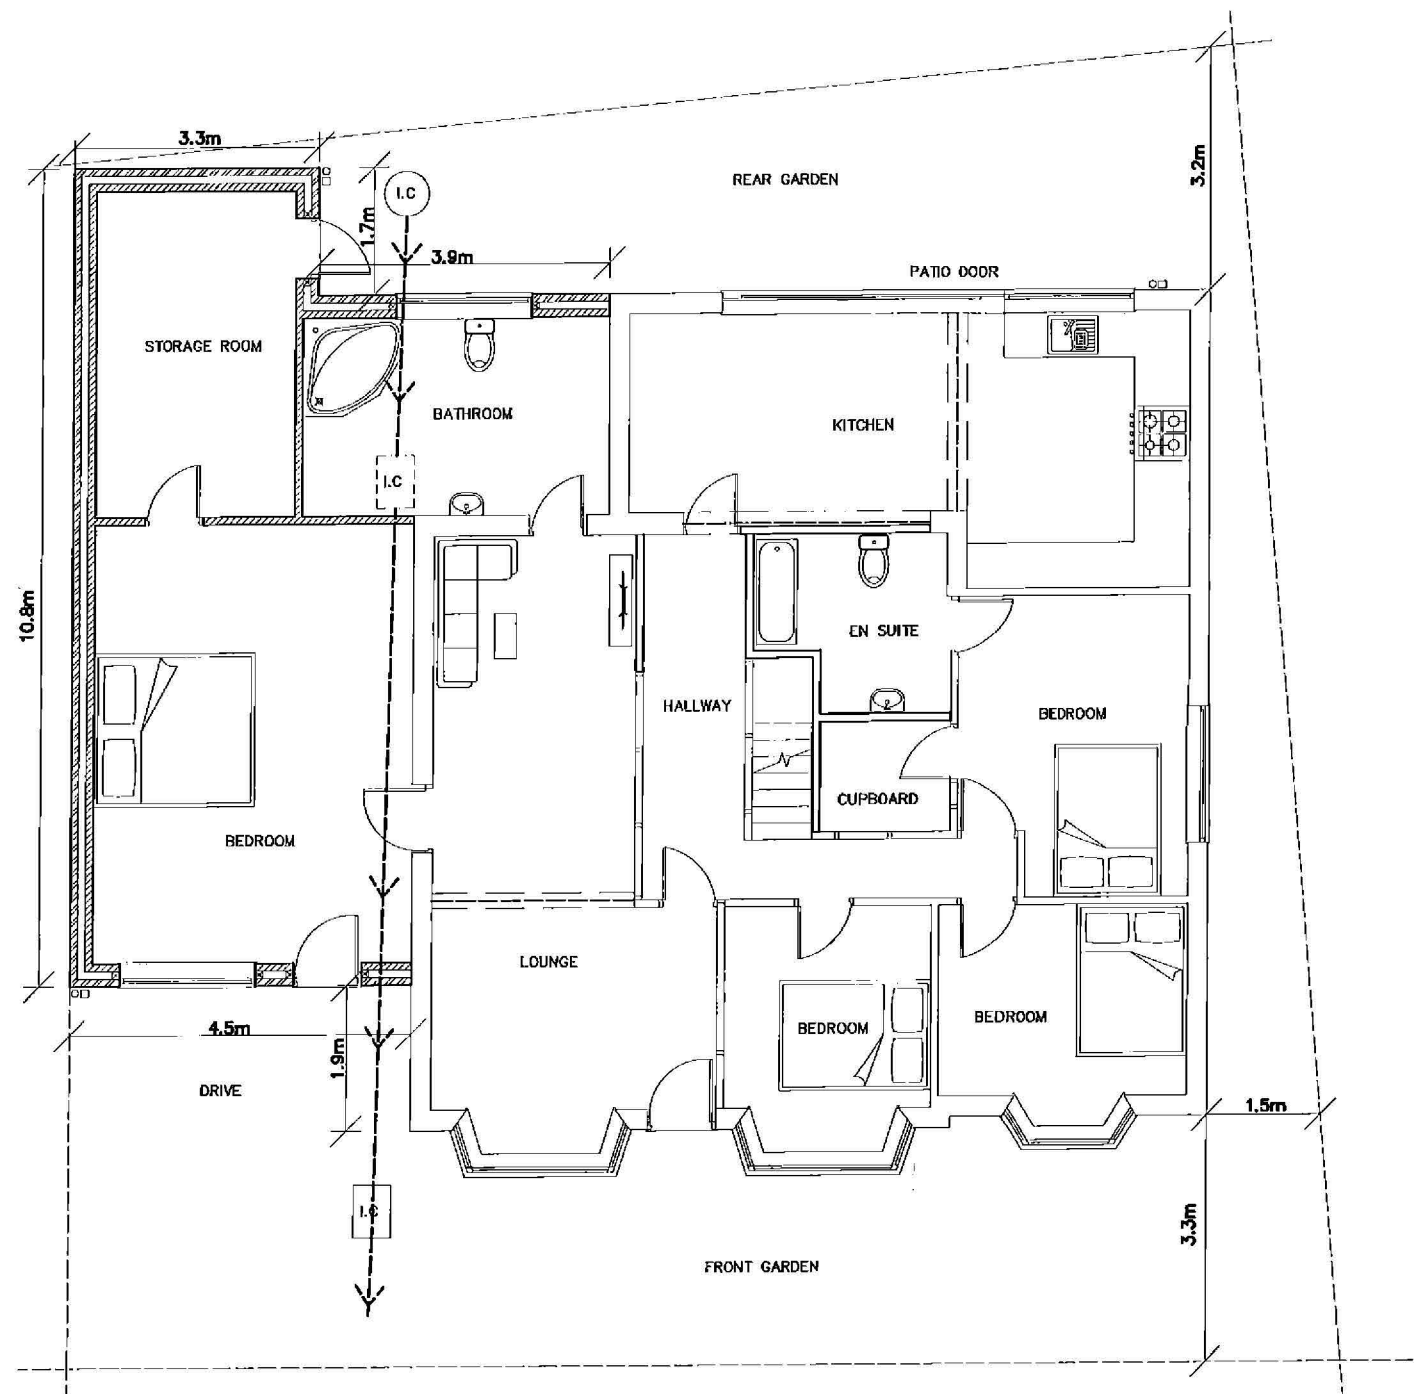 3.3m
3.2m
I.C
REAR GARDEN
1.7m
3.9m
PATIO DOOR
STORAGE ROOM
BATHROOM
KITCHEN
I.C
10.8m
EN SUITE
HALLWAY
BEDROOM
CUPBOARD
BEDROOM
LOUNGE
BEDROOM
BEDROOM
4.5m
1.9m
DRIVE
1.5m
I.C
3.3m
FRONT GARDEN